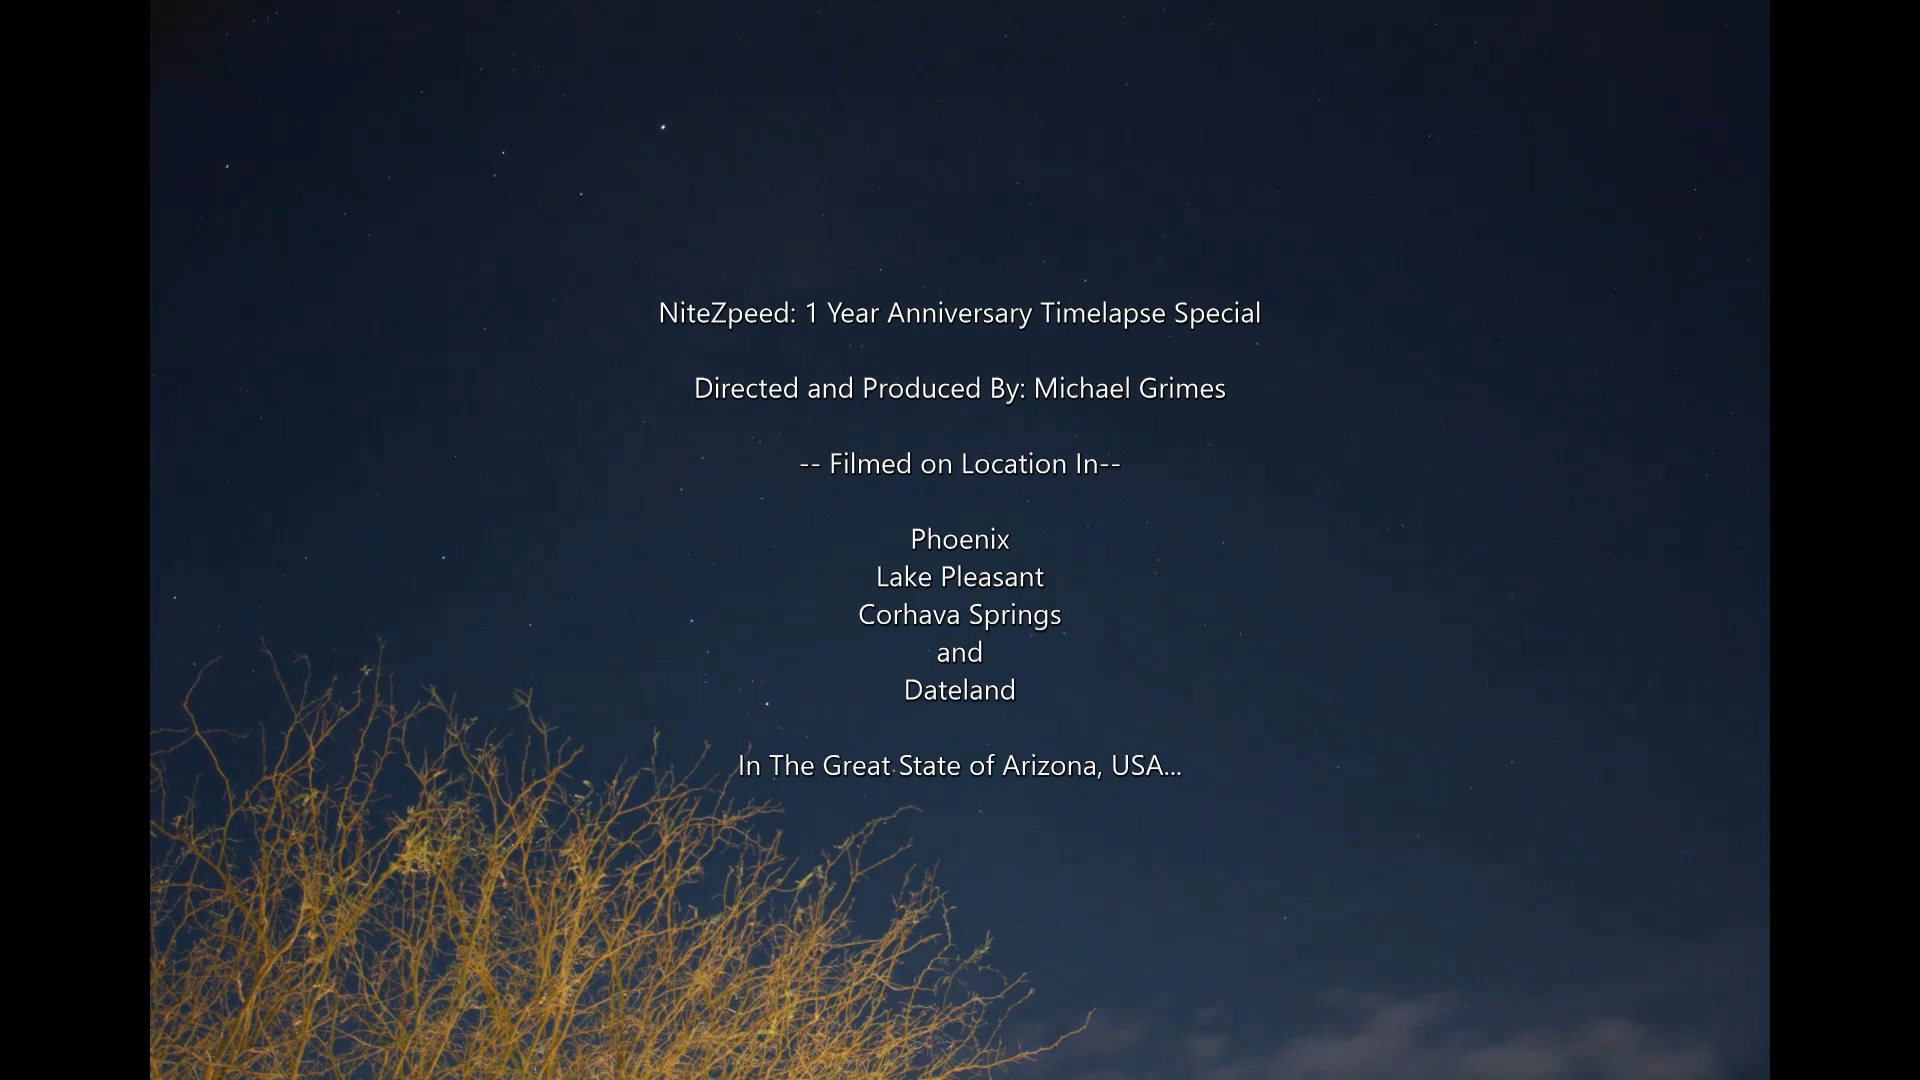 NiteZpeed: 1 Year Anniversary Timelapse Special
Directed and Produced By: Michael Grimes
-- Filmed on Location In--
Phoenix
Lake Pleasant
Corhava Springs
and
Dateland
In The Great State of Arizona, USA...